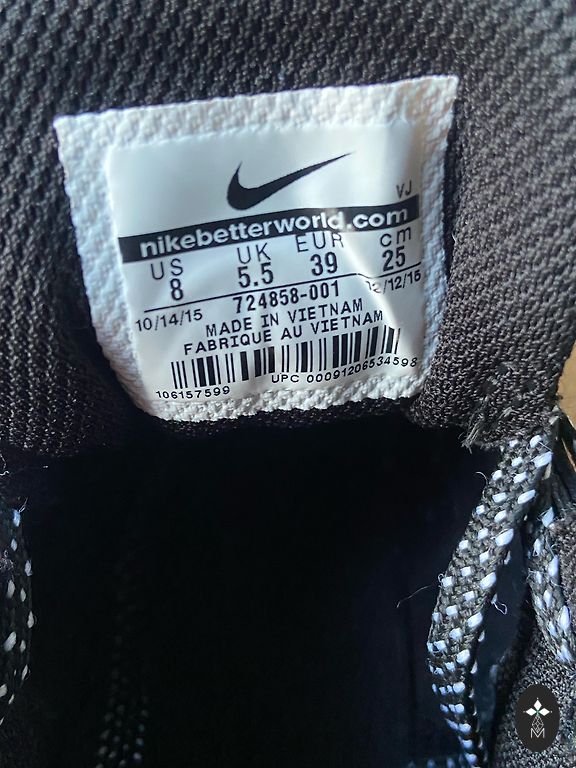 VJ
nikebetterworld.com
US UK EUR cm
8 5.5 39 25
724858-001
10/14/15 12/12/15
MADE IN VIETNAM
FABRIQUE AU VIETNAM
106157599 UPC 00091206534598
M